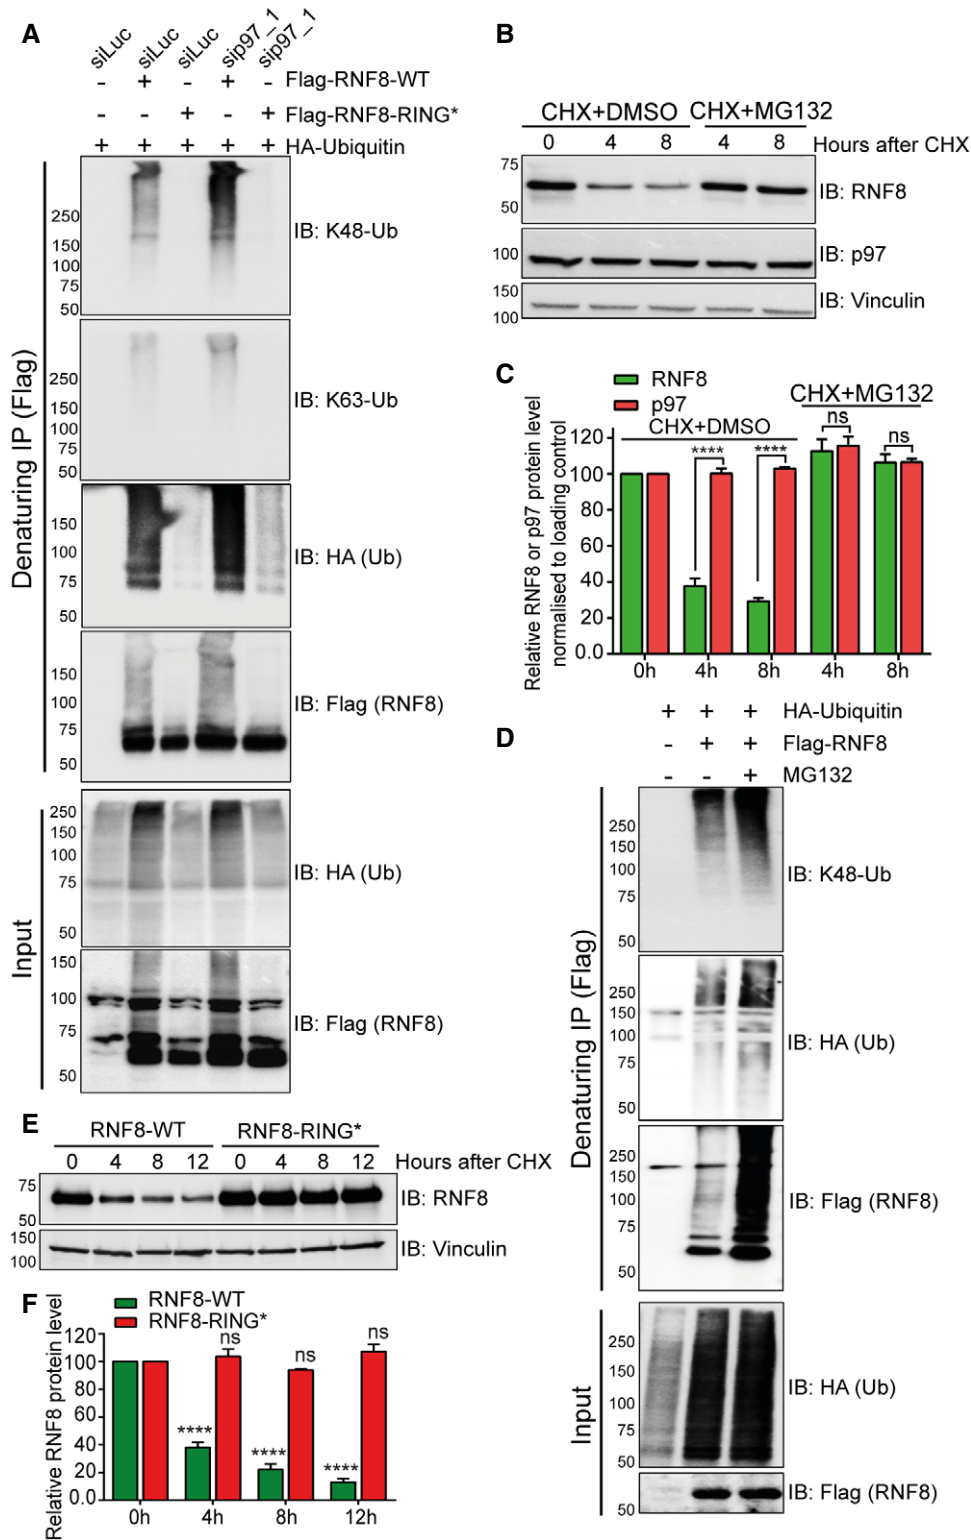 A
siLuc siLuc siLuc sip97_1 sip97_1
- + - + - Flag-RNF8-WT
- - + - + Flag-RNF8-RING*
+ + + + + HA-Ubiquitin
Denaturing IP (Flag)
250
150
100
75
50
IB: K48-Ub
250
150
100
75
50
IB: K63-Ub
150
100
75
50
IB: HA (Ub)
150
100
75
50
IB: Flag (RNF8)
Input
250
150
100
75
50
IB: HA (Ub)
150
100
75
50
IB: Flag (RNF8)
B
CHX+DMSO CHX+MG132
0 4 8 4 8 Hours after CHX
75
50
IB: RNF8
100
IB: p97
150
100
IB: Vinculin
C
RNF8
p97
CHX+DMSO
CHX+MG132
Relative RNF8 or p97 protein level
normalised to loading control
120
100
80
60
40
20
0.0
**** **** ns ns
0h 4h 8h 4h 8h
D
+ + + HA-Ubiquitin
- + + Flag-RNF8
- - + MG132
Denaturing IP (Flag)
250
150
100
75
50
IB: K48-Ub
250
150
100
75
50
IB: HA (Ub)
250
150
100
75
50
IB: Flag (RNF8)
Input
250
150
100
75
50
IB: HA (Ub)
50
IB: Flag (RNF8)
E
RNF8-WT RNF8-RING*
0 4 8 12 0 4 8 12 Hours after CHX
75
50
IB: RNF8
150
100
IB: Vinculin
F
RNF8-WT
RNF8-RING*
Relative RNF8 protein level
120
100
80
60
40
20
0.0
**** ns **** ns **** ns
0h 4h 8h 12h